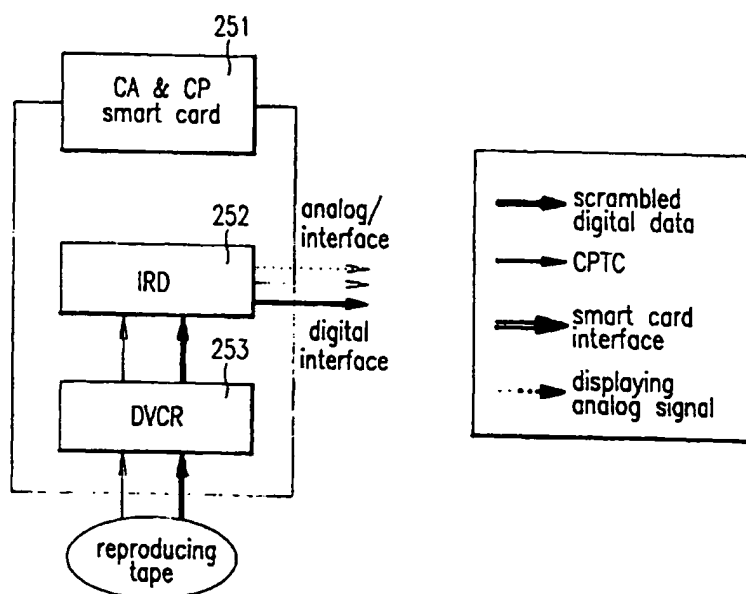 251
CA & CP
smart card
252
analog/
interface
IRD
digital
interface
253
DVCR
reproducing
tape
scrambled
digital data
CPTC
smart card
interface
displaying
analog signal